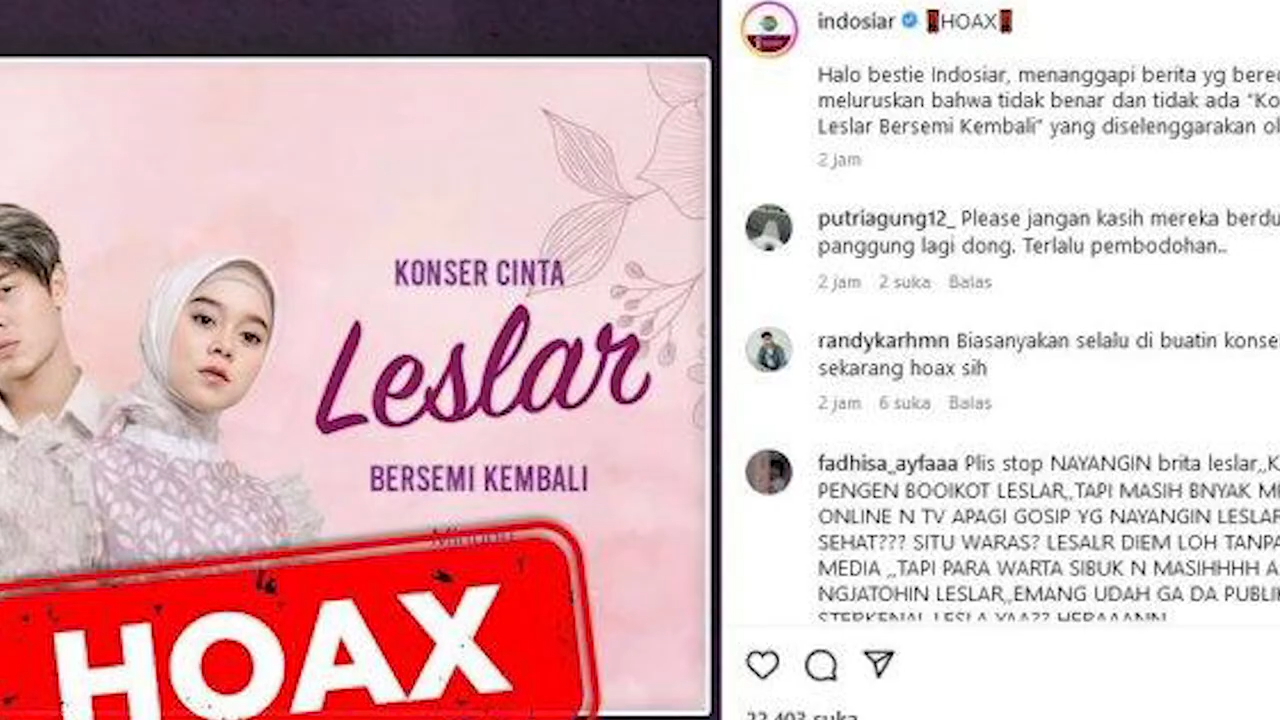 KONSER CINTA
Leslar
BERSEMI KEMBALI
Minggu
HOAX
indosiar HOAX
Halo bestie Indosiar, menanggapi berita yg
meluruskan bahwa tidak benar dan tidak ada "Ko
Leslar Bersemi Kembali" yang diselenggarakan ol
2 jam
putriagung12_ Please jangan kasih mereka berdu
panggung lagi dong. Terlalu pembodohan..
2 jam 2 suka Balas
randykarhmn Biasanyakan selalu di buatin konse
sekarang hoax sih
2 jam 6 suka Balas
fadhisa_ayfaaa Plis stop NAYANGIN brita leslar,,K
PENGEN BOOIKOT LESLAR,,TAPI MASIH BNYAK M
ONLINE N TV APAGI GOSIP YG NAYANGIN LESLAR
SEHAT??? SITU WARAS? LESALR DIEM LOH TANPA
MEDIA ,,TAPI PARA WARTA SIBUK N MASIHHHH A
NGJATOHIN LESLAR,,EMANG UDAH GA DA PUBLI
22.403 suka